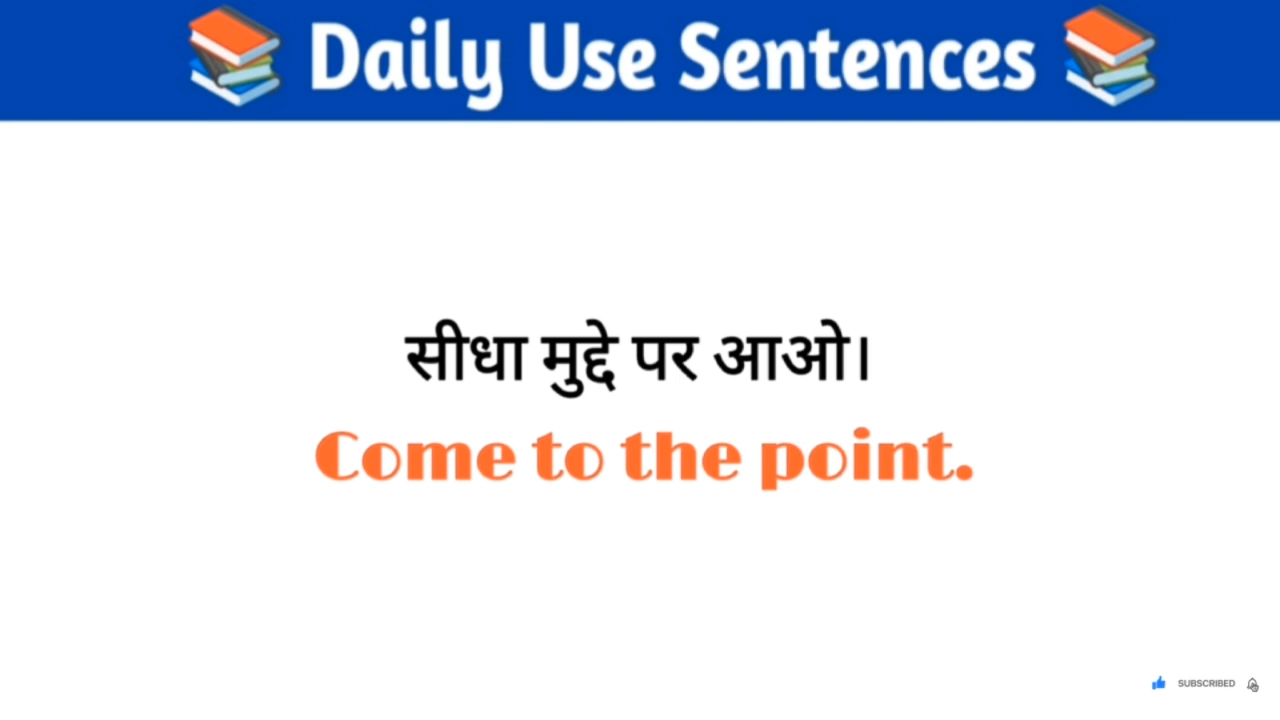 Daily Use Sentences
सीधा मुद्दे पर आओ।
Come to the point.
SUBSCRIBED